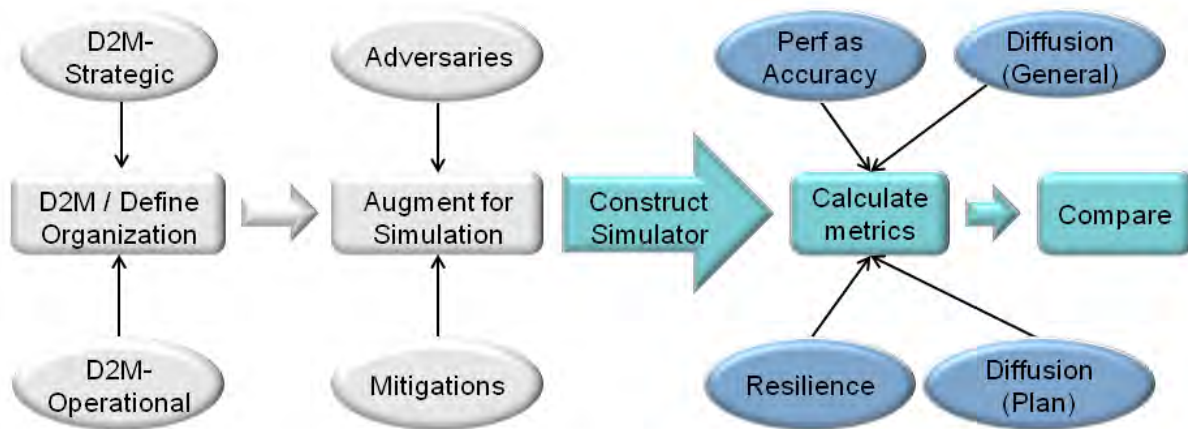 D2M-
Strategic
Adversaries
Perf as
Accuracy
Diffusion
(General)
D2M / Define
Organization
Augment for
Simulation
Construct
Simulator
Calculate
metrics
Compare
D2M-
Operational
Mitigations
Resilience
Diffusion
(Plan)